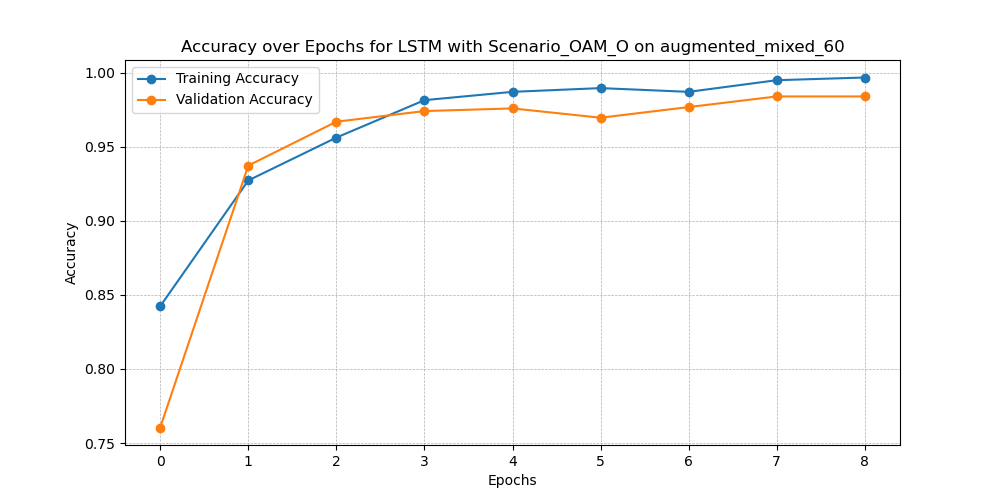 Accuracy over Epochs for LSTM with Scenario_OAM_O on augmented_mixed_60
Training Accuracy
Validation Accuracy
1.00
0.95
0.90
0.85
0.80
0.75
Accuracy
0 1 2 3 4 5 6 7 8
Epochs